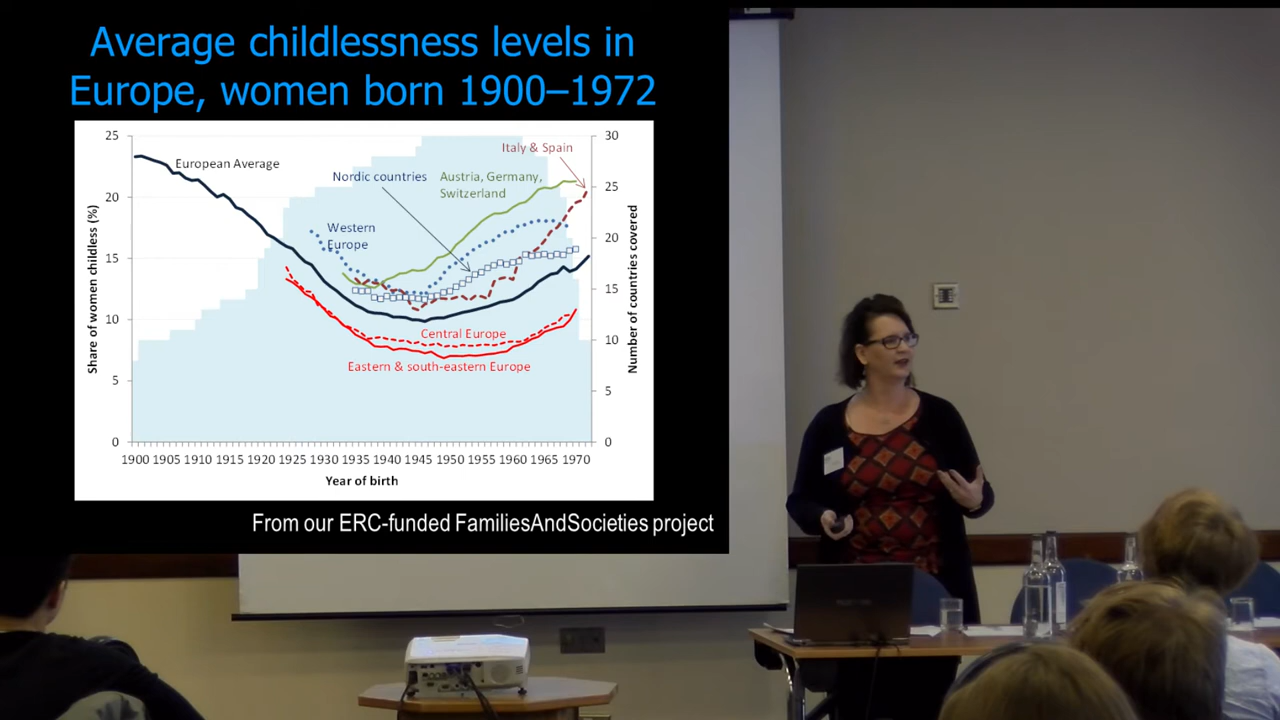 Average childlessness levels in
Europe, women born 1900–1972
25
20
15
10
5
0
Share of women childless (%)
30
25
20
15
10
5
0
Number of countries covered
European Average
Nordic countries
Italy & Spain
Austria, Germany,
Switzerland
Western
Europe
Central Europe
Eastern & south-eastern Europe
1900 1905 1910 1915 1920 1925 1930 1935 1940 1945 1950 1955 1960 1965 1970
Year of birth
From our ERC-funded FamiliesAndSocieties project